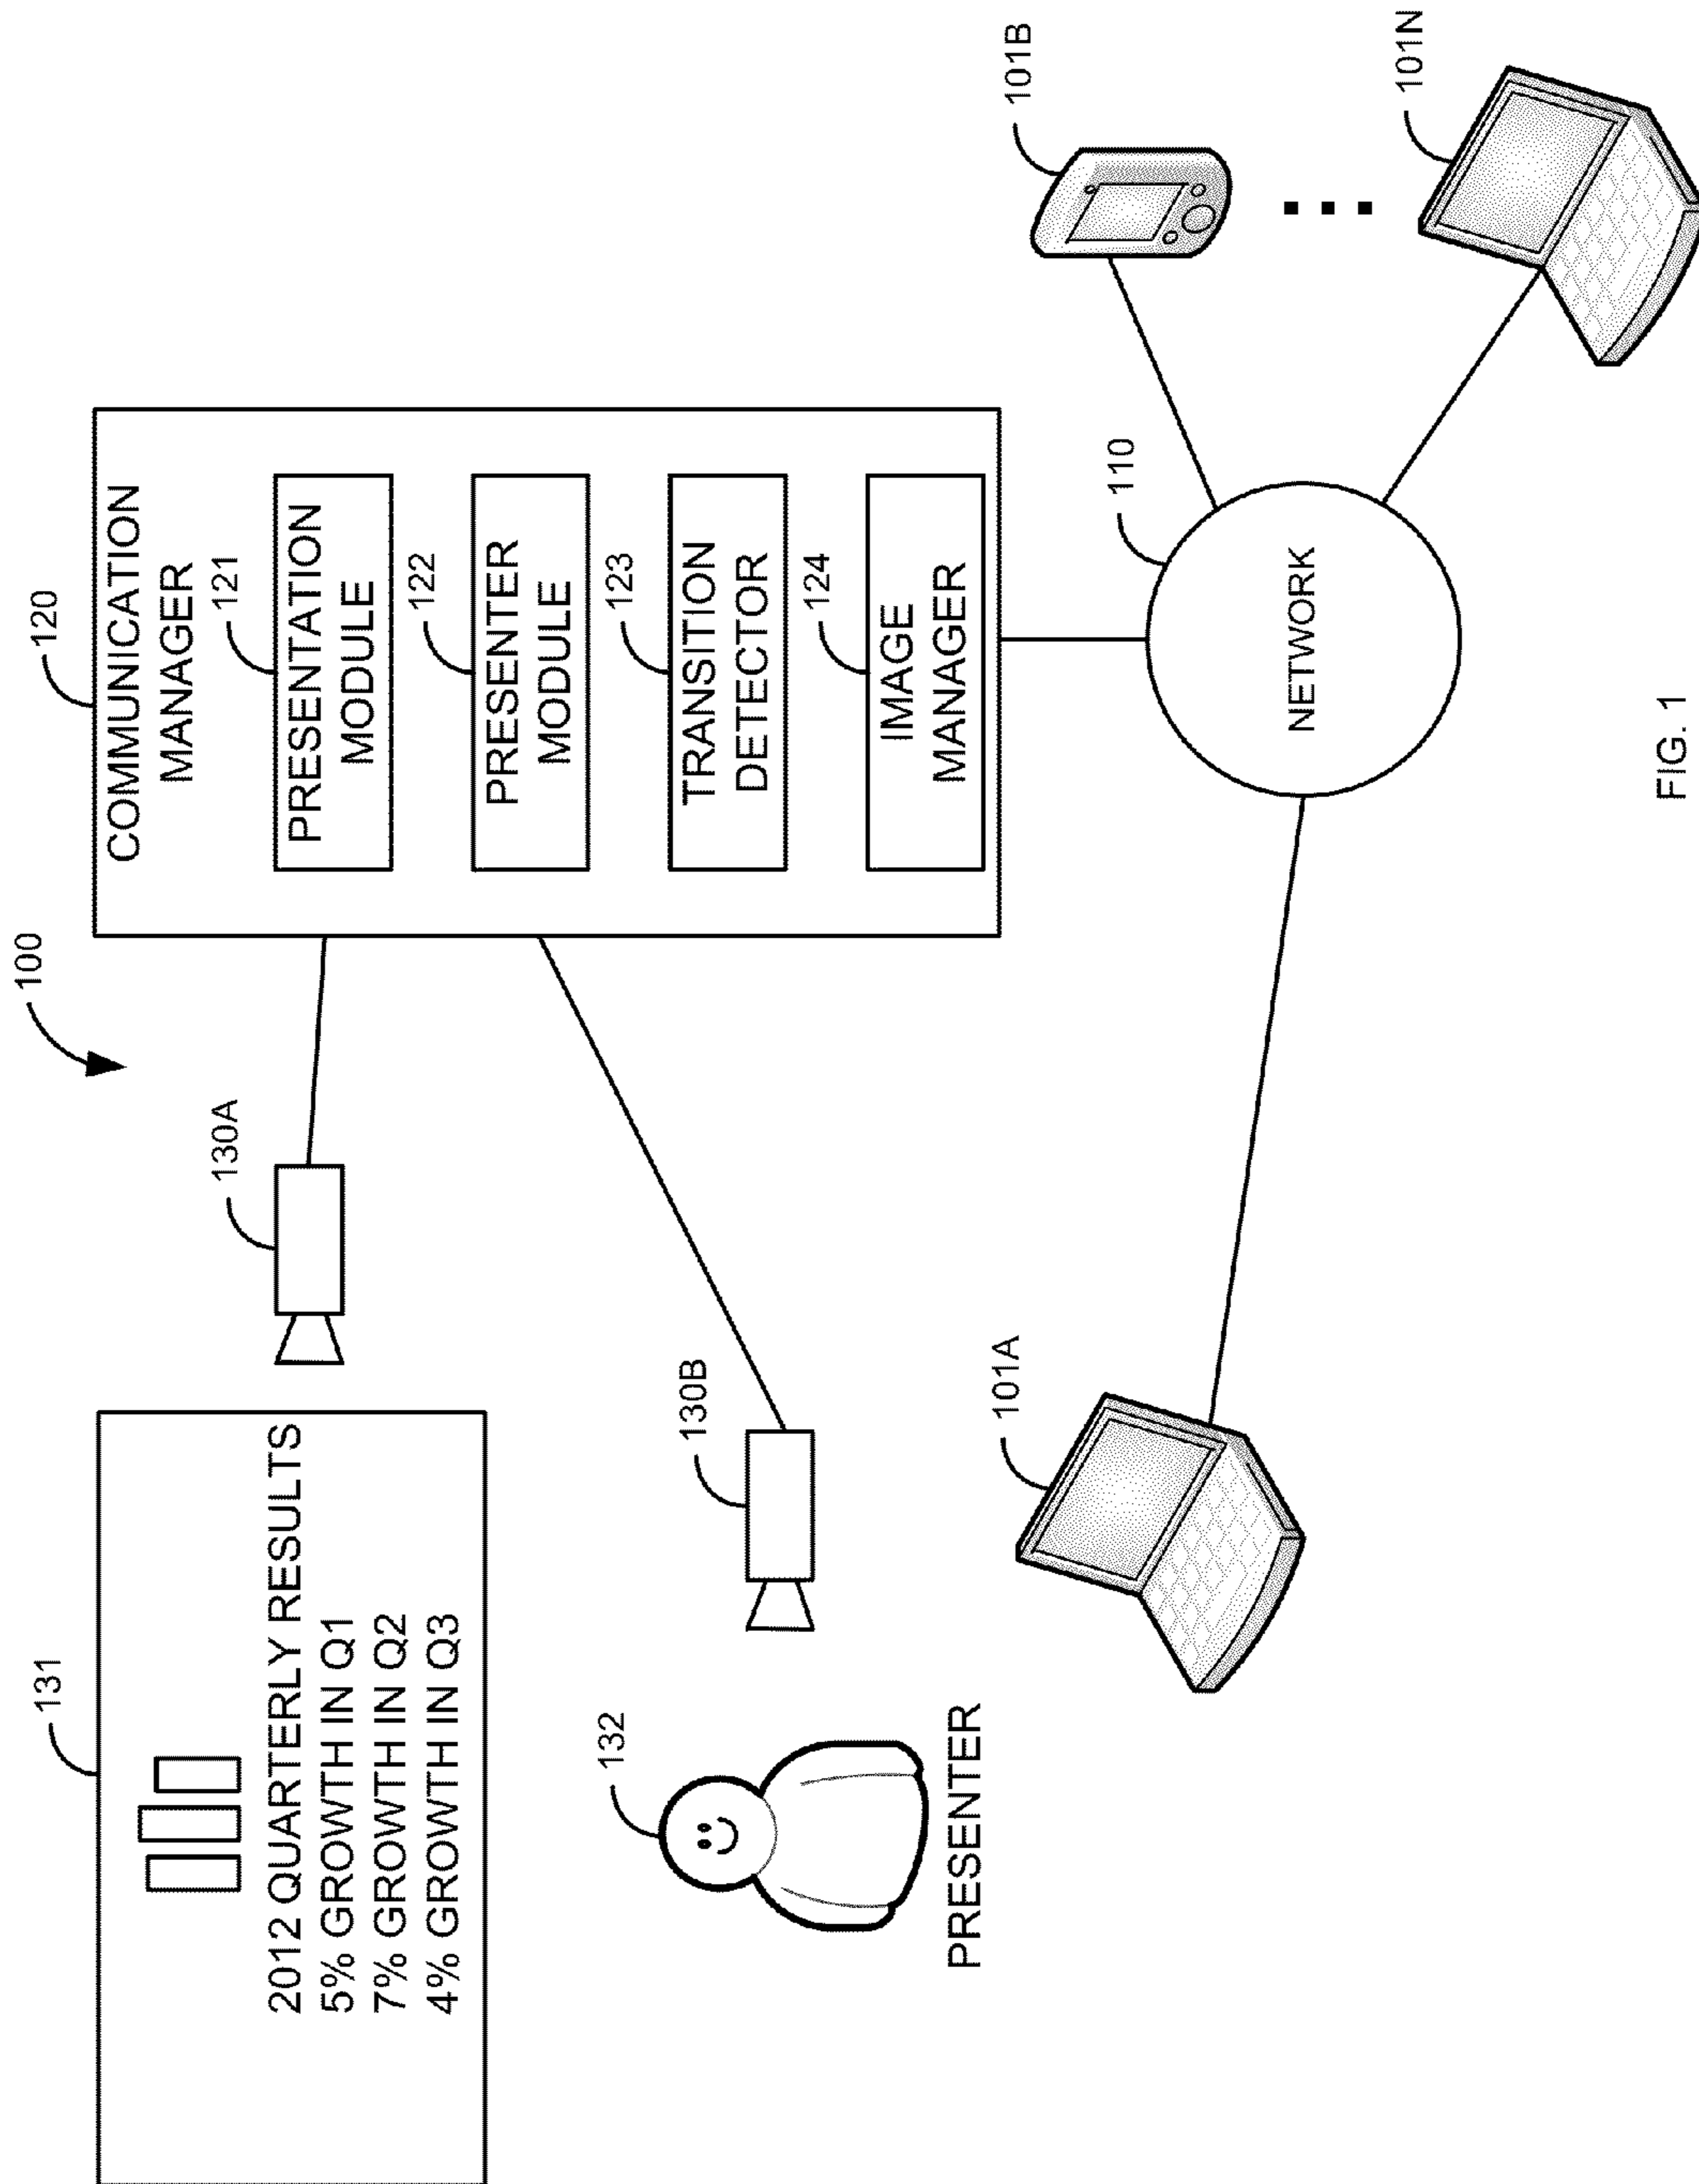 100
131
2012 QUARTERLY RESULTS
5% GROWTH IN Q1
7% GROWTH IN Q2
4% GROWTH IN Q3
130A
120
COMMUNICATION
MANAGER
121
PRESENTATION
MODULE
122
PRESENTER
MODULE
123
TRANSITION
DETECTOR
124
IMAGE
MANAGER
132
PRESENTER
130B
101A
110
NETWORK
101B
101N
FIG. 1